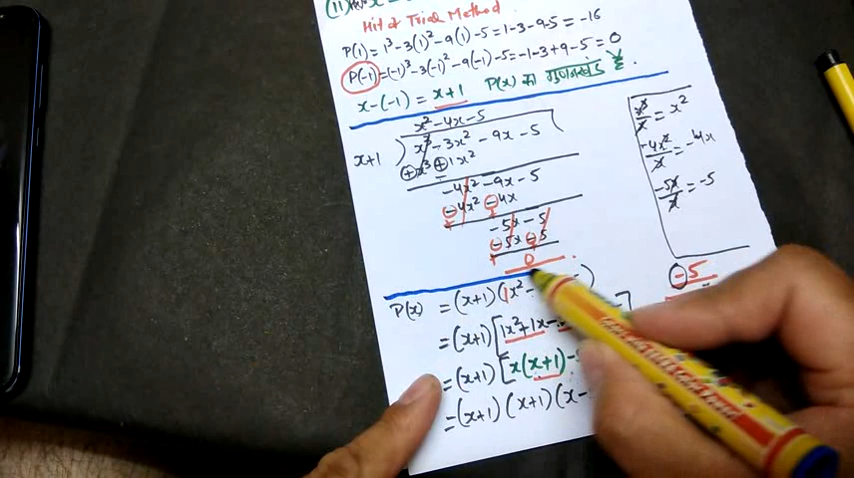 (ii)
Hit & Trial Method
P(1) = 1³-3(1)²-9(1)-5 = 1-3-9-5 = -16
P(-1) = (-1)³-3(-1)²-9(-1)-5 = -1-3+9-5 = 0
x-(-1) = x+1 P(x) का गुणनखंड है.
x²-4x-5
x+1 ) x³-3x²-9x-5
x³+1x²
-4x²-9x-5
-4x²-4x
-5x-5
-5x-5
0
x³/x = x²
-4x²/x = -4x
-5x/x = -5
-5
P(x) = (x+1)(1x²-
= (x+1)[1x²+1x-
= (x+1)[x(x+1)-
= (x+1)(x+1)(x-